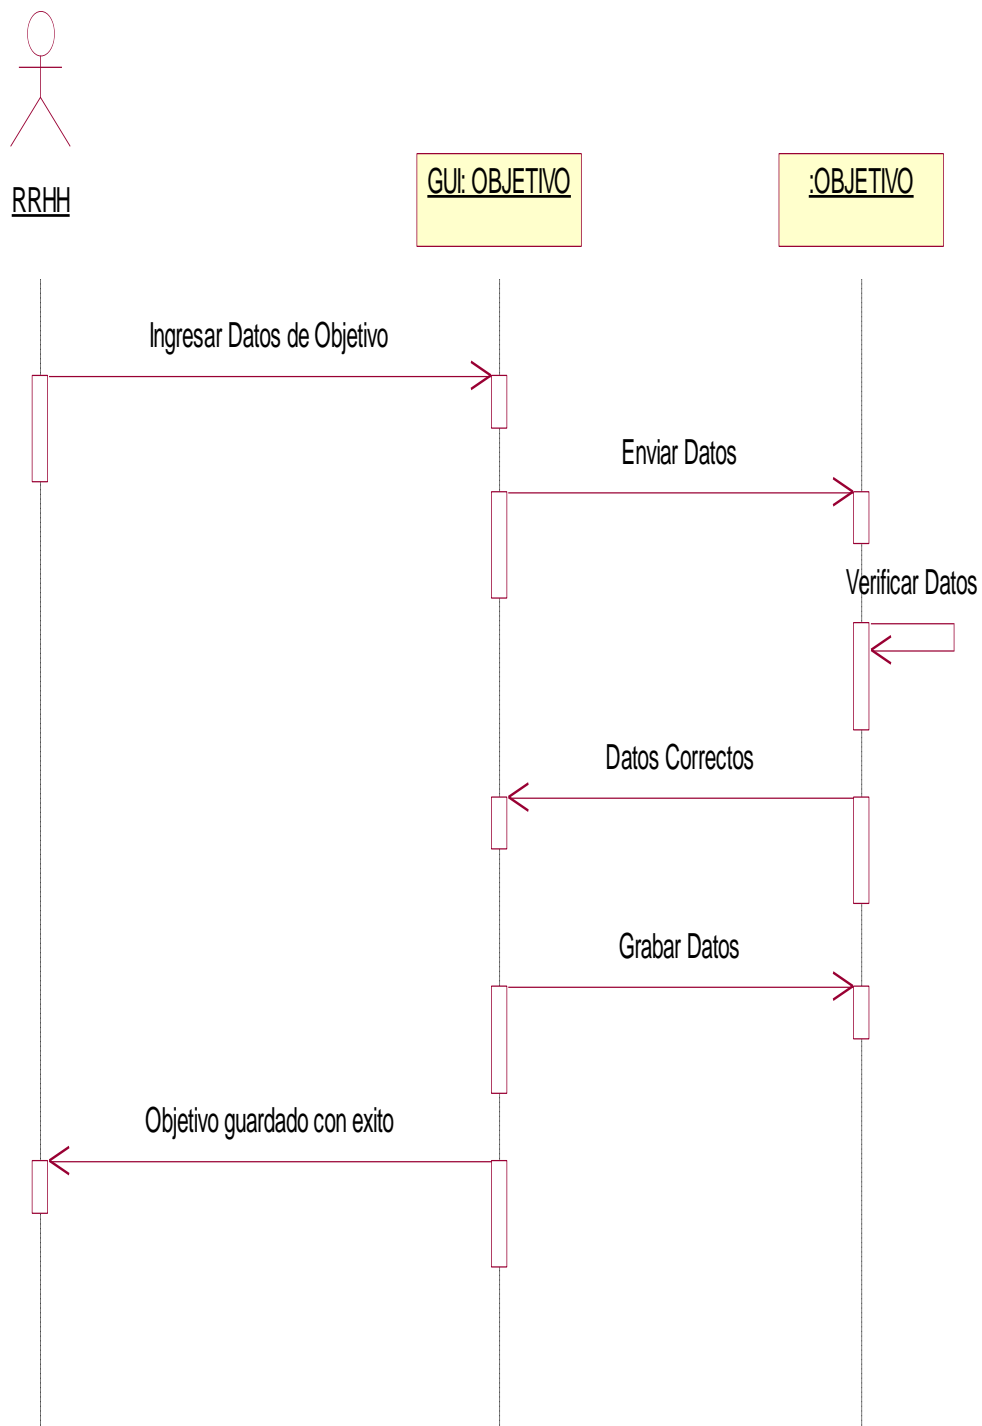 RRHH
GUI: OBJETIVO
:OBJETIVO
Ingresar Datos de Objetivo
Enviar Datos
Verificar Datos
Datos Correctos
Grabar Datos
Objetivo guardado con exito